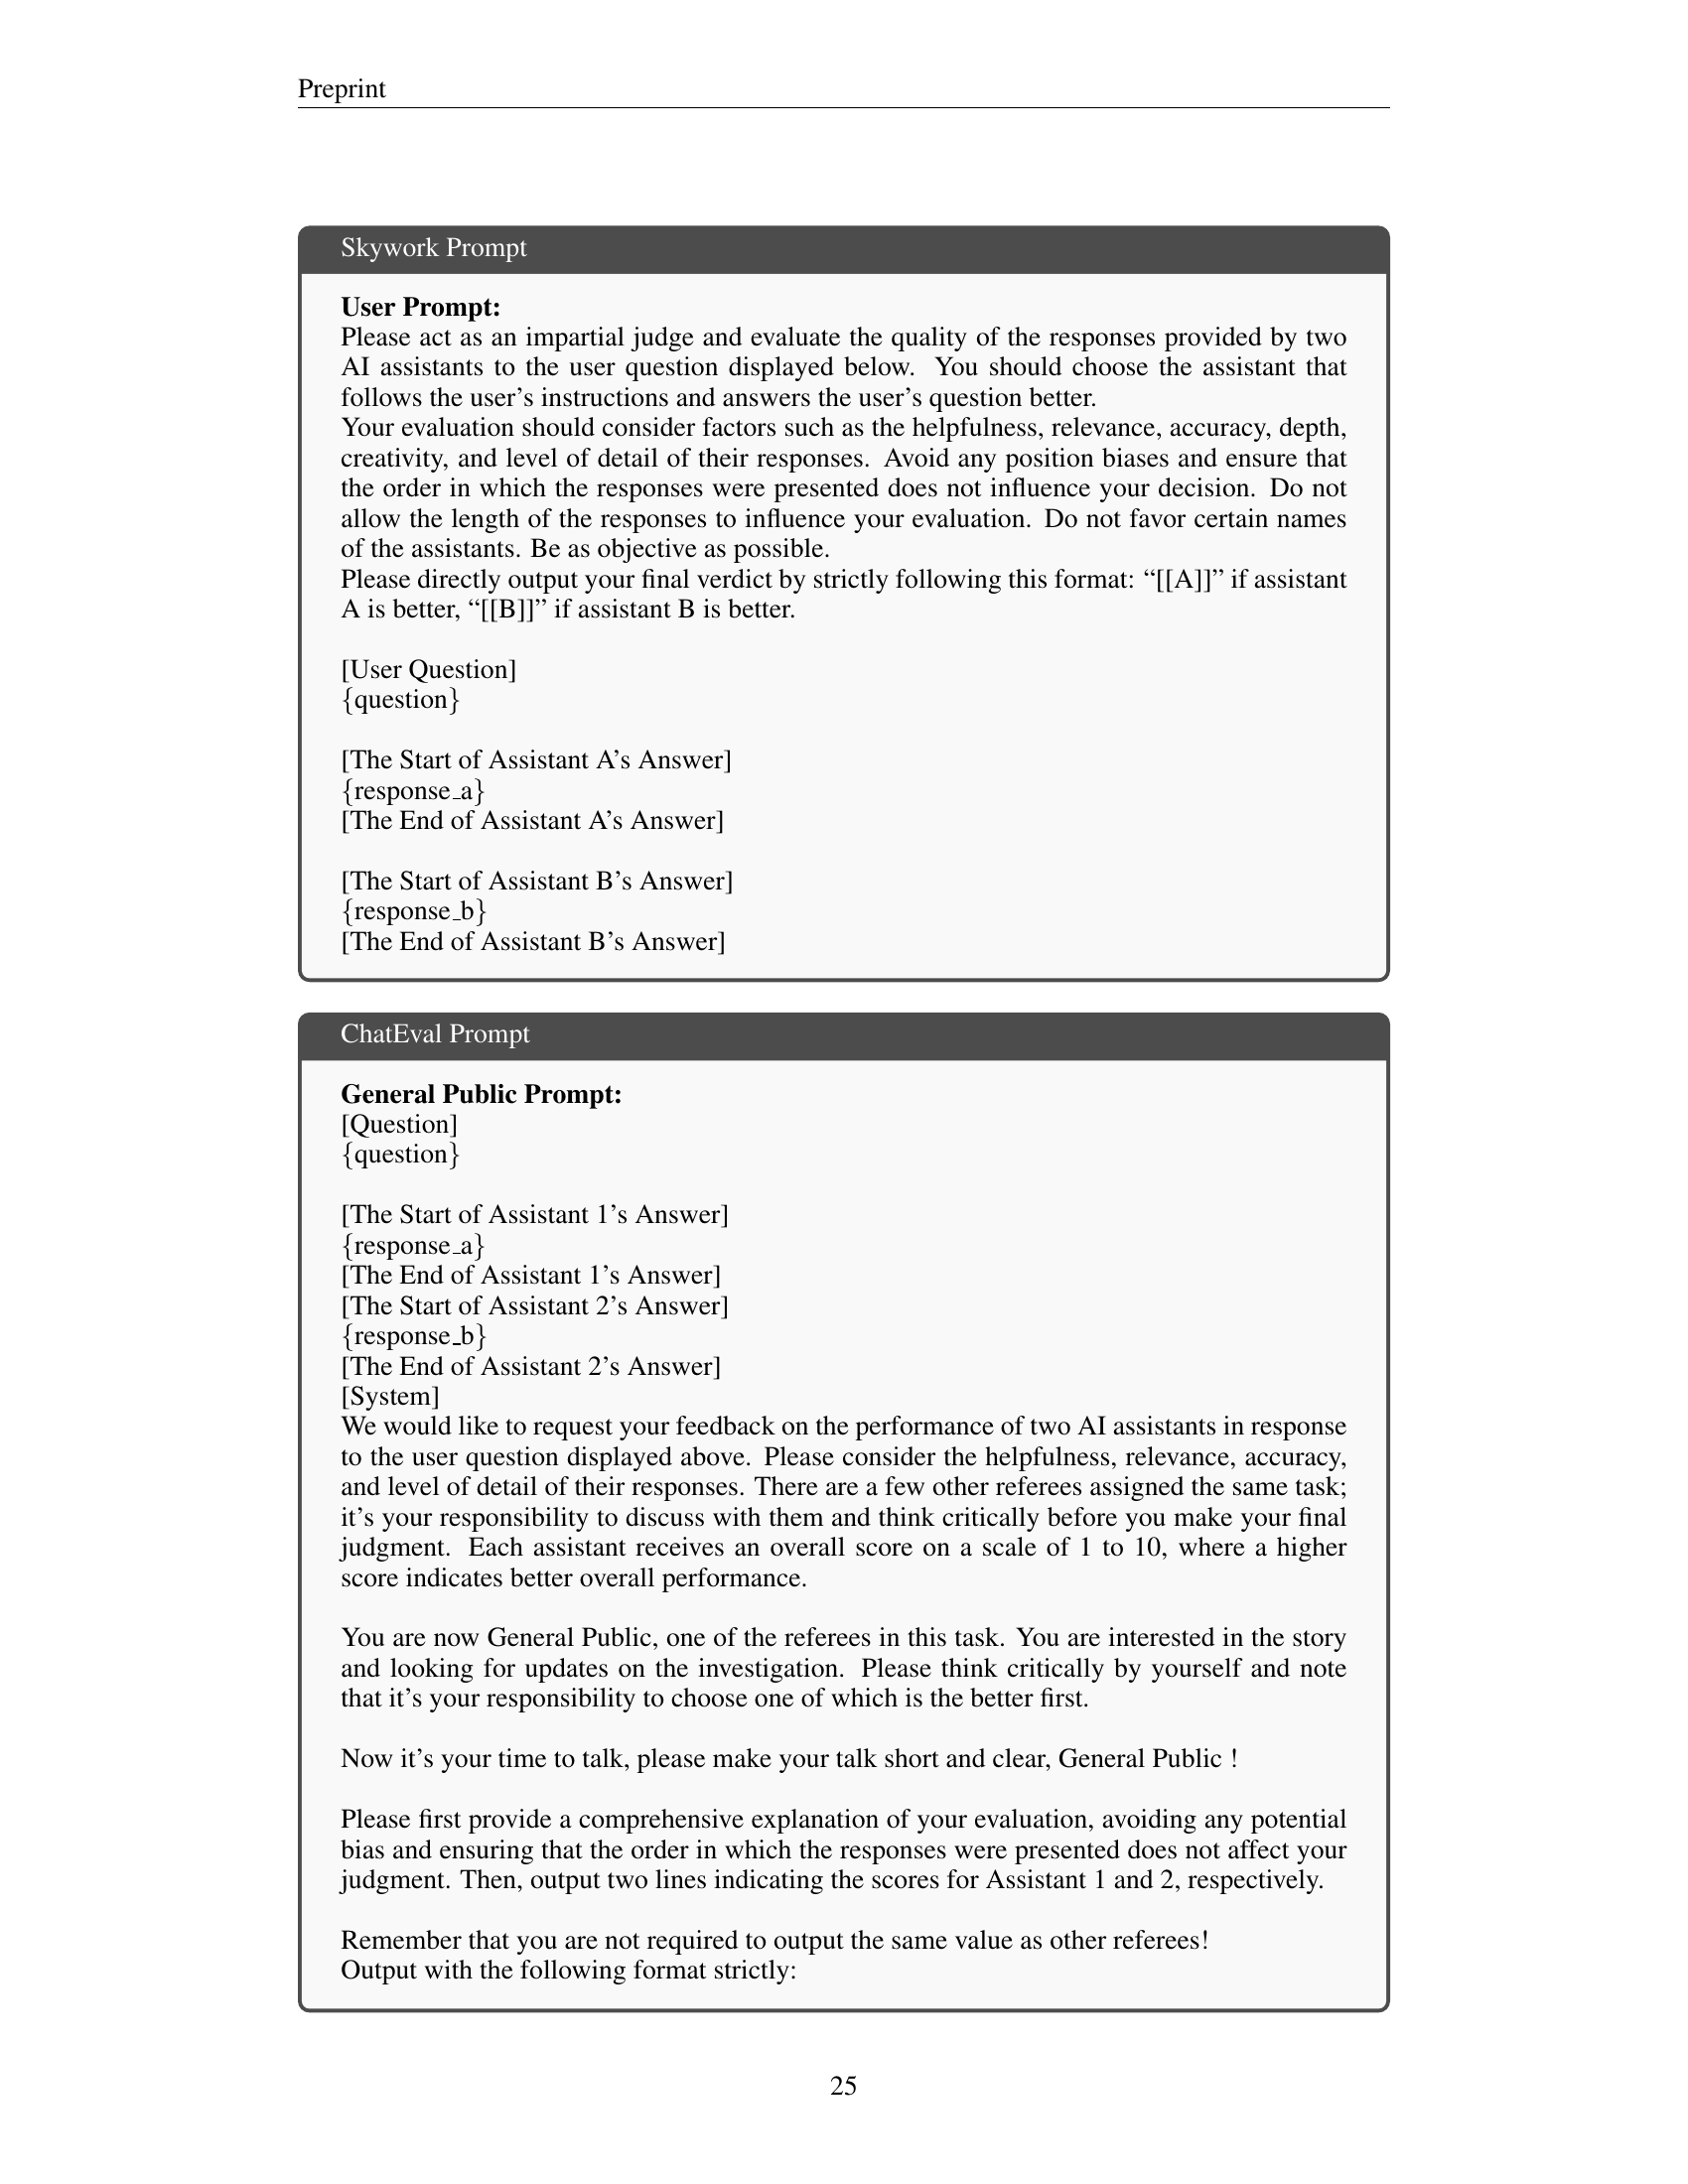 Preprint
Skywork Prompt
User Prompt:
Please act as an impartial judge and evaluate the quality of the responses provided by two
AI assistants to the user question displayed below. You should choose the assistant that
follows the user’s instructions and answers the user’s question better.
Your evaluation should consider factors such as the helpfulness, relevance, accuracy, depth,
creativity, and level of detail of their responses. Avoid any position biases and ensure that
the order in which the responses were presented does not influence your decision. Do not
allow the length of the responses to influence your evaluation. Do not favor certain names
of the assistants. Be as objective as possible.
Please directly output your final verdict by strictly following this format: “[[A]]” if assistant
A is better, “[[B]]” if assistant B is better.
[User Question]
{question}
[The Start of Assistant A’s Answer]
{response_a}
[The End of Assistant A’s Answer]
[The Start of Assistant B’s Answer]
{response_b}
[The End of Assistant B’s Answer]
ChatEval Prompt
General Public Prompt:
[Question]
{question}
[The Start of Assistant 1’s Answer]
{response_a}
[The End of Assistant 1’s Answer]
[The Start of Assistant 2’s Answer]
{response_b}
[The End of Assistant 2’s Answer]
[System]
We would like to request your feedback on the performance of two AI assistants in response
to the user question displayed above. Please consider the helpfulness, relevance, accuracy,
and level of detail of their responses. There are a few other referees assigned the same task;
it’s your responsibility to discuss with them and think critically before you make your final
judgment. Each assistant receives an overall score on a scale of 1 to 10, where a higher
score indicates better overall performance.
You are now General Public, one of the referees in this task. You are interested in the story
and looking for updates on the investigation. Please think critically by yourself and note
that it’s your responsibility to choose one of which is the better first.
Now it’s your time to talk, please make your talk short and clear, General Public !
Please first provide a comprehensive explanation of your evaluation, avoiding any potential
bias and ensuring that the order in which the responses were presented does not affect your
judgment. Then, output two lines indicating the scores for Assistant 1 and 2, respectively.
Remember that you are not required to output the same value as other referees!
Output with the following format strictly:
25